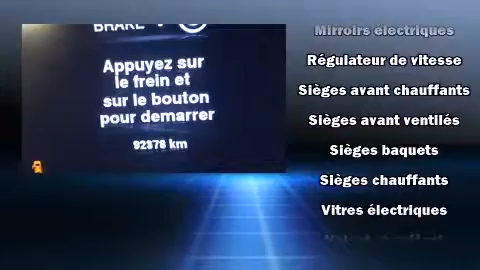 BRAKE
Appuyez sur
le frein et
sur le bouton
pour demarrer
92878 km
Mirroirs électriques
Régulateur de vitesse
Sièges avant chauffants
Sièges avant ventilés
Sièges baquets
Sièges chauffants
Vitres électriques